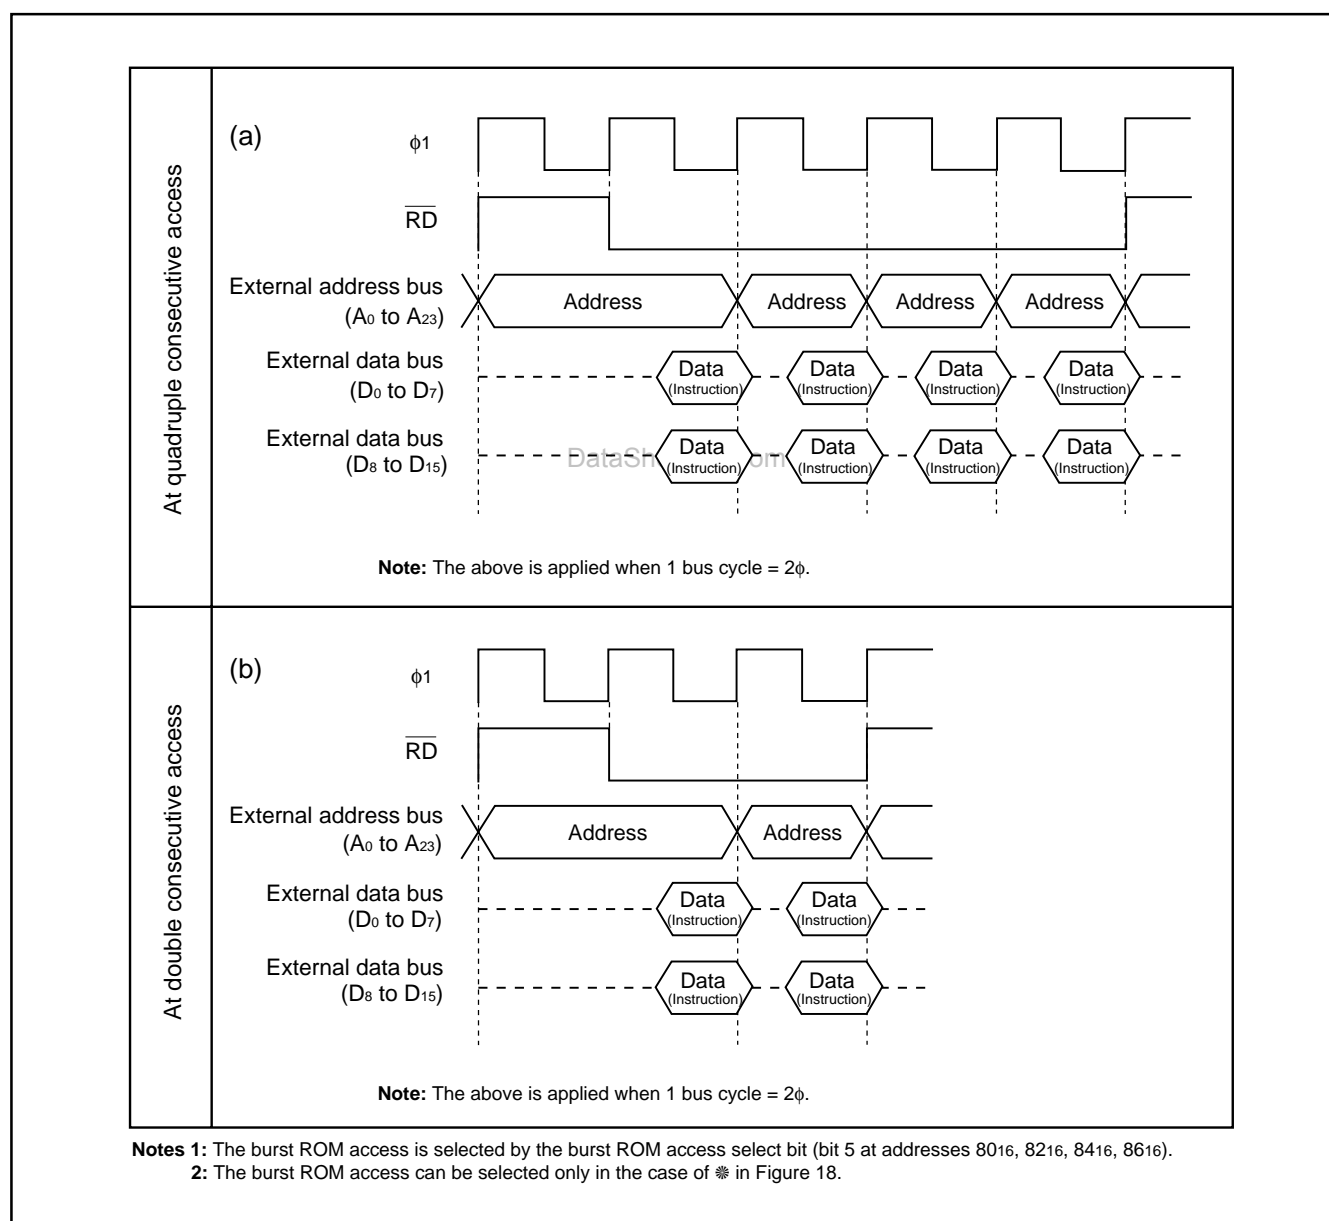 At quadruple consecutive access
(a)
ϕ1
RD
External address bus
(A0 to A23)
Address
Address
Address
Address
External data bus
(D0 to D7)
Data
(Instruction)
Data
(Instruction)
Data
(Instruction)
Data
(Instruction)
External data bus
(D8 to D15)
Data
(Instruction)
Data
(Instruction)
Data
(Instruction)
Data
(Instruction)
Note: The above is applied when 1 bus cycle = 2ϕ.
At double consecutive access
(b)
ϕ1
RD
External address bus
(A0 to A23)
Address
Address
External data bus
(D0 to D7)
Data
(Instruction)
Data
(Instruction)
External data bus
(D8 to D15)
Data
(Instruction)
Data
(Instruction)
Note: The above is applied when 1 bus cycle = 2ϕ.
Notes 1: The burst ROM access is selected by the burst ROM access select bit (bit 5 at addresses 8016, 8216, 8416, 8616).
2: The burst ROM access can be selected only in the case of ❋ in Figure 18.